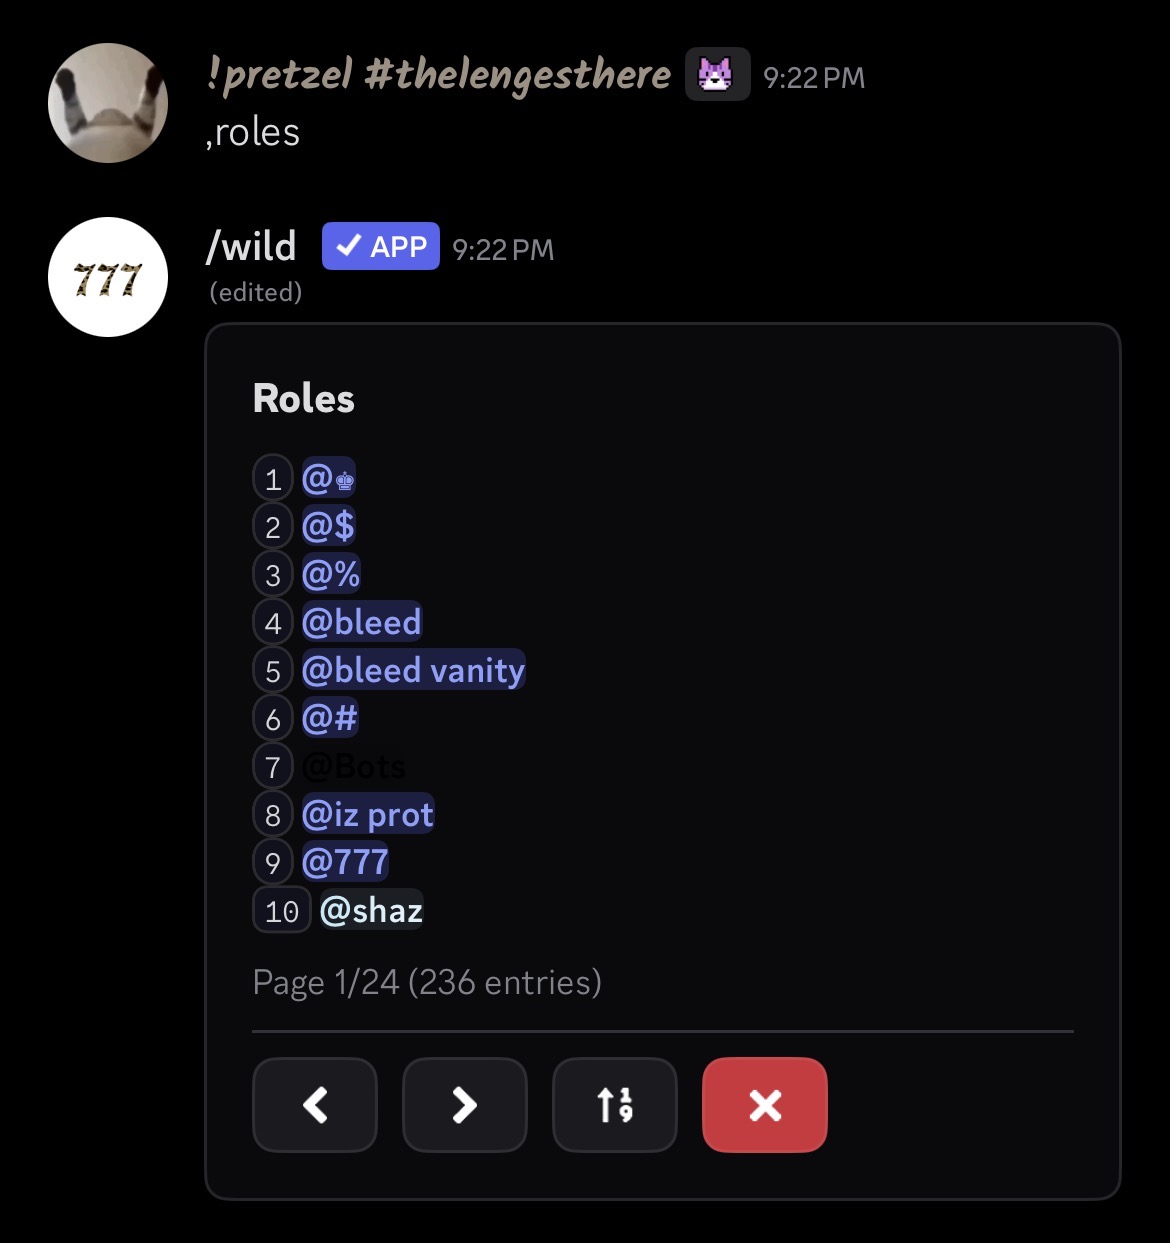 !pretzel #thelengesthere 9:22 PM
,roles
777
/wild ✓ APP 9:22 PM
(edited)
Roles
1 @♚
2 @$
3 @%
4 @bleed
5 @bleed vanity
6 @#
7 @Bots
8 @iz prot
9 @777
10 @shaz
Page 1/24 (236 entries)